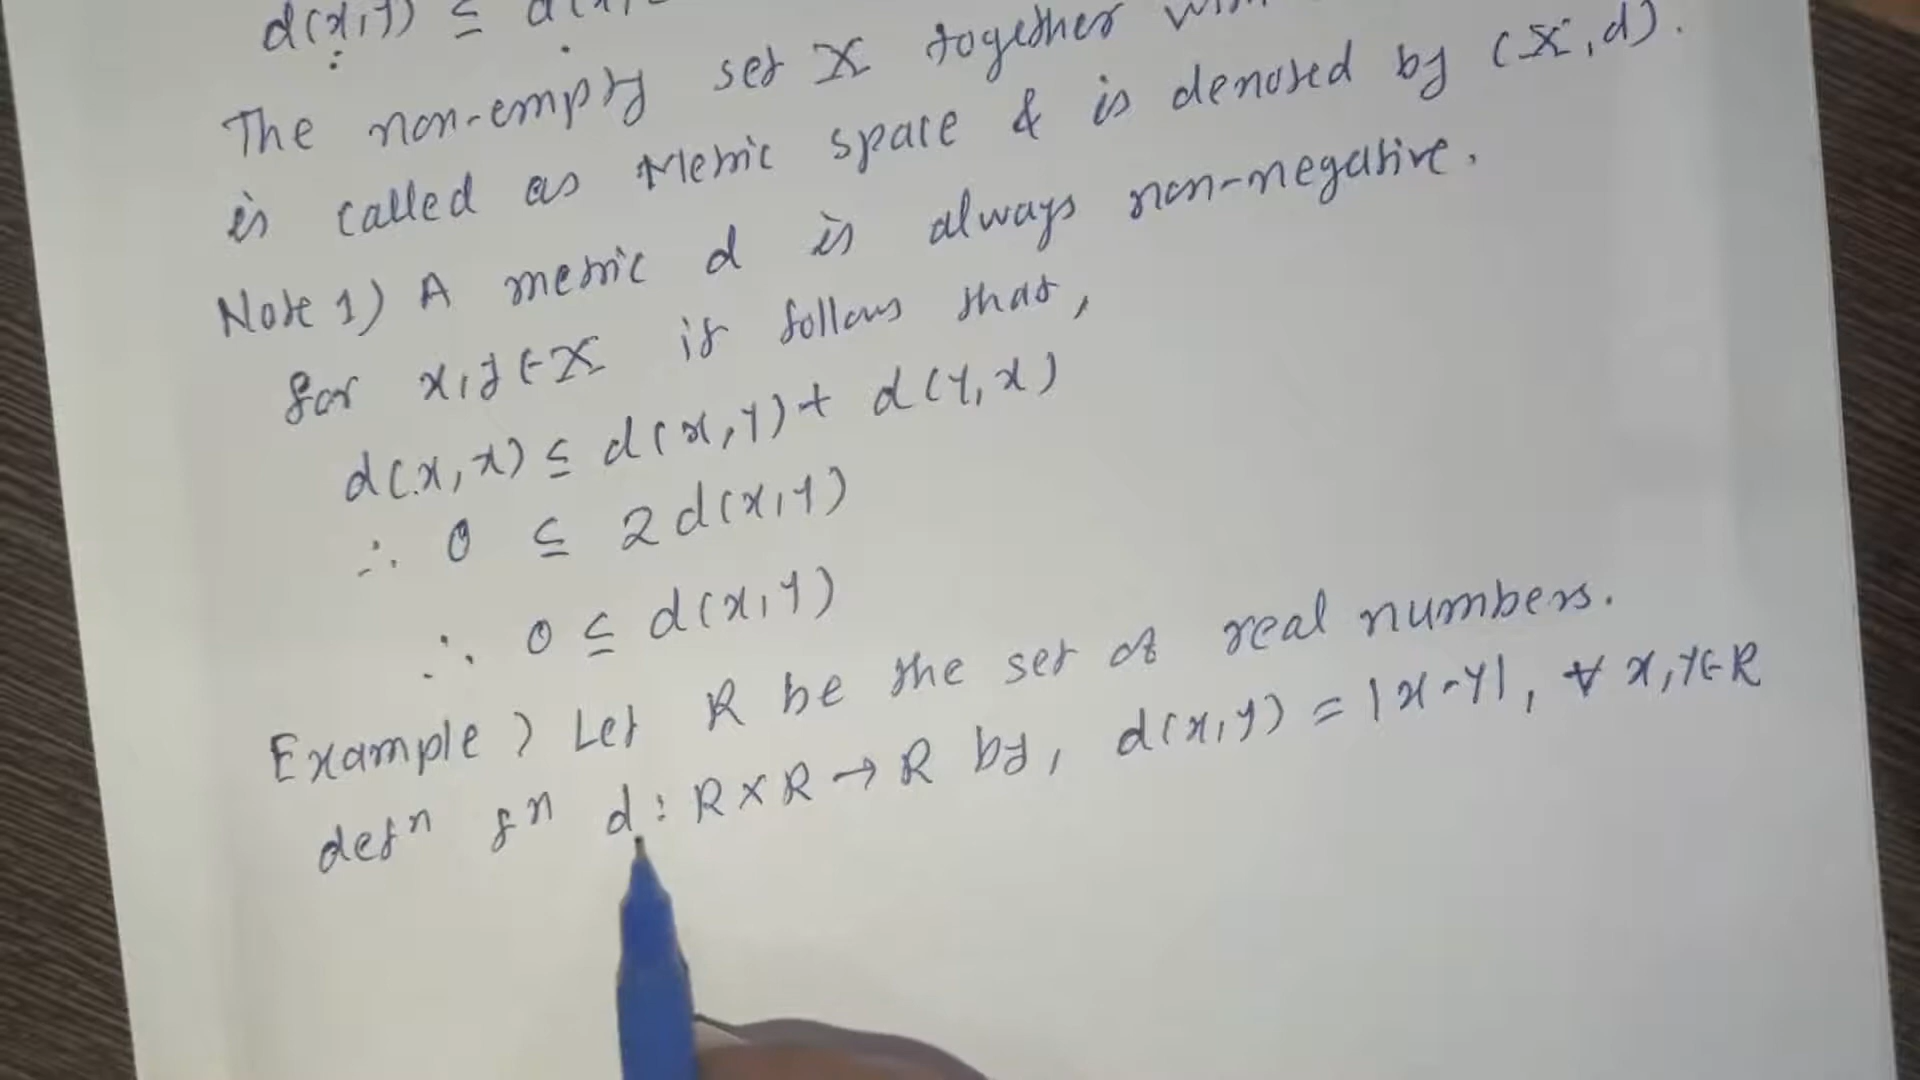 d(x,y) ≤ d(x,
The non-empty set X together with
is called as Metric space & is denoted by (X,d).
Note 1) A metric d is always non-negative.
for x,y∈X it follows that,
d(x,x) ≤ d(x,y)+ d(y,x)
∴ 0 ≤ 2d(x,y)
∴ 0 ≤ d(x,y)
Example) Let R be the set of real numbers.
defⁿ fⁿ d: R×R→R by, d(x,y) = |x-y|, ∀ x,y∈R